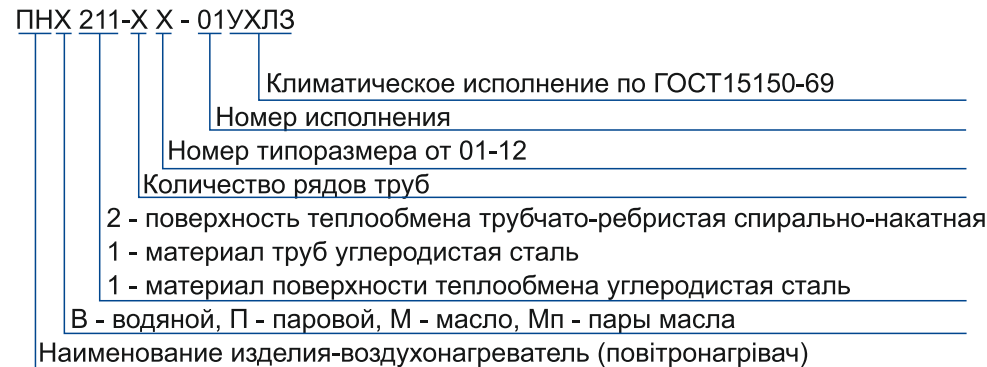 ПНХ 211-Х Х - 01УХЛ3
Климатическое исполнение по ГОСТ15150-69
Номер исполнения
Номер типоразмера от 01-12
Количество рядов труб
2 - поверхность теплообмена трубчато-ребристая спирально-накатная
1 - материал труб углеродистая сталь
1 - материал поверхности теплообмена углеродистая сталь
В - водяной, П - паровой, М - масло, Мп - пары масла
Наименование изделия-воздухонагреватель (повітронагрівач)